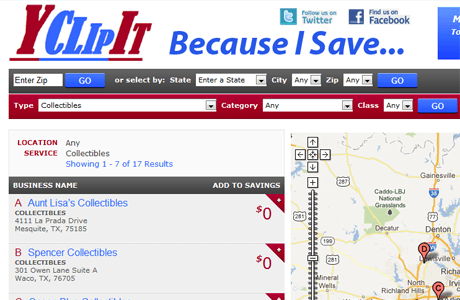 YCLIPIT
Because I Save...
Follow us on
Twitter
Find us on
Facebook
Enter Zip GO or select by: State Enter a State City Any Zip Any GO
Type Collectibles Category Any Class Any GO
LOCATION Any
SERVICE Collectibles
Showing 1 - 7 of 17 Results
BUSINESS NAME ADD TO SAVINGS
A Aunt Lisa's Collectibles
COLLECTIBLES
4111 La Prada Drive
Mesquite, TX, 75185
$0
B Spencer Collectibles
COLLECTIBLES
301 Owen Lane Suite A
Waco, TX, 76705
$0
Gainesville
Caddo-LBJ
National
Grasslands
Decatur
Denton
Mineral
Wells
Richland Hills
287
281
377
35
D
C